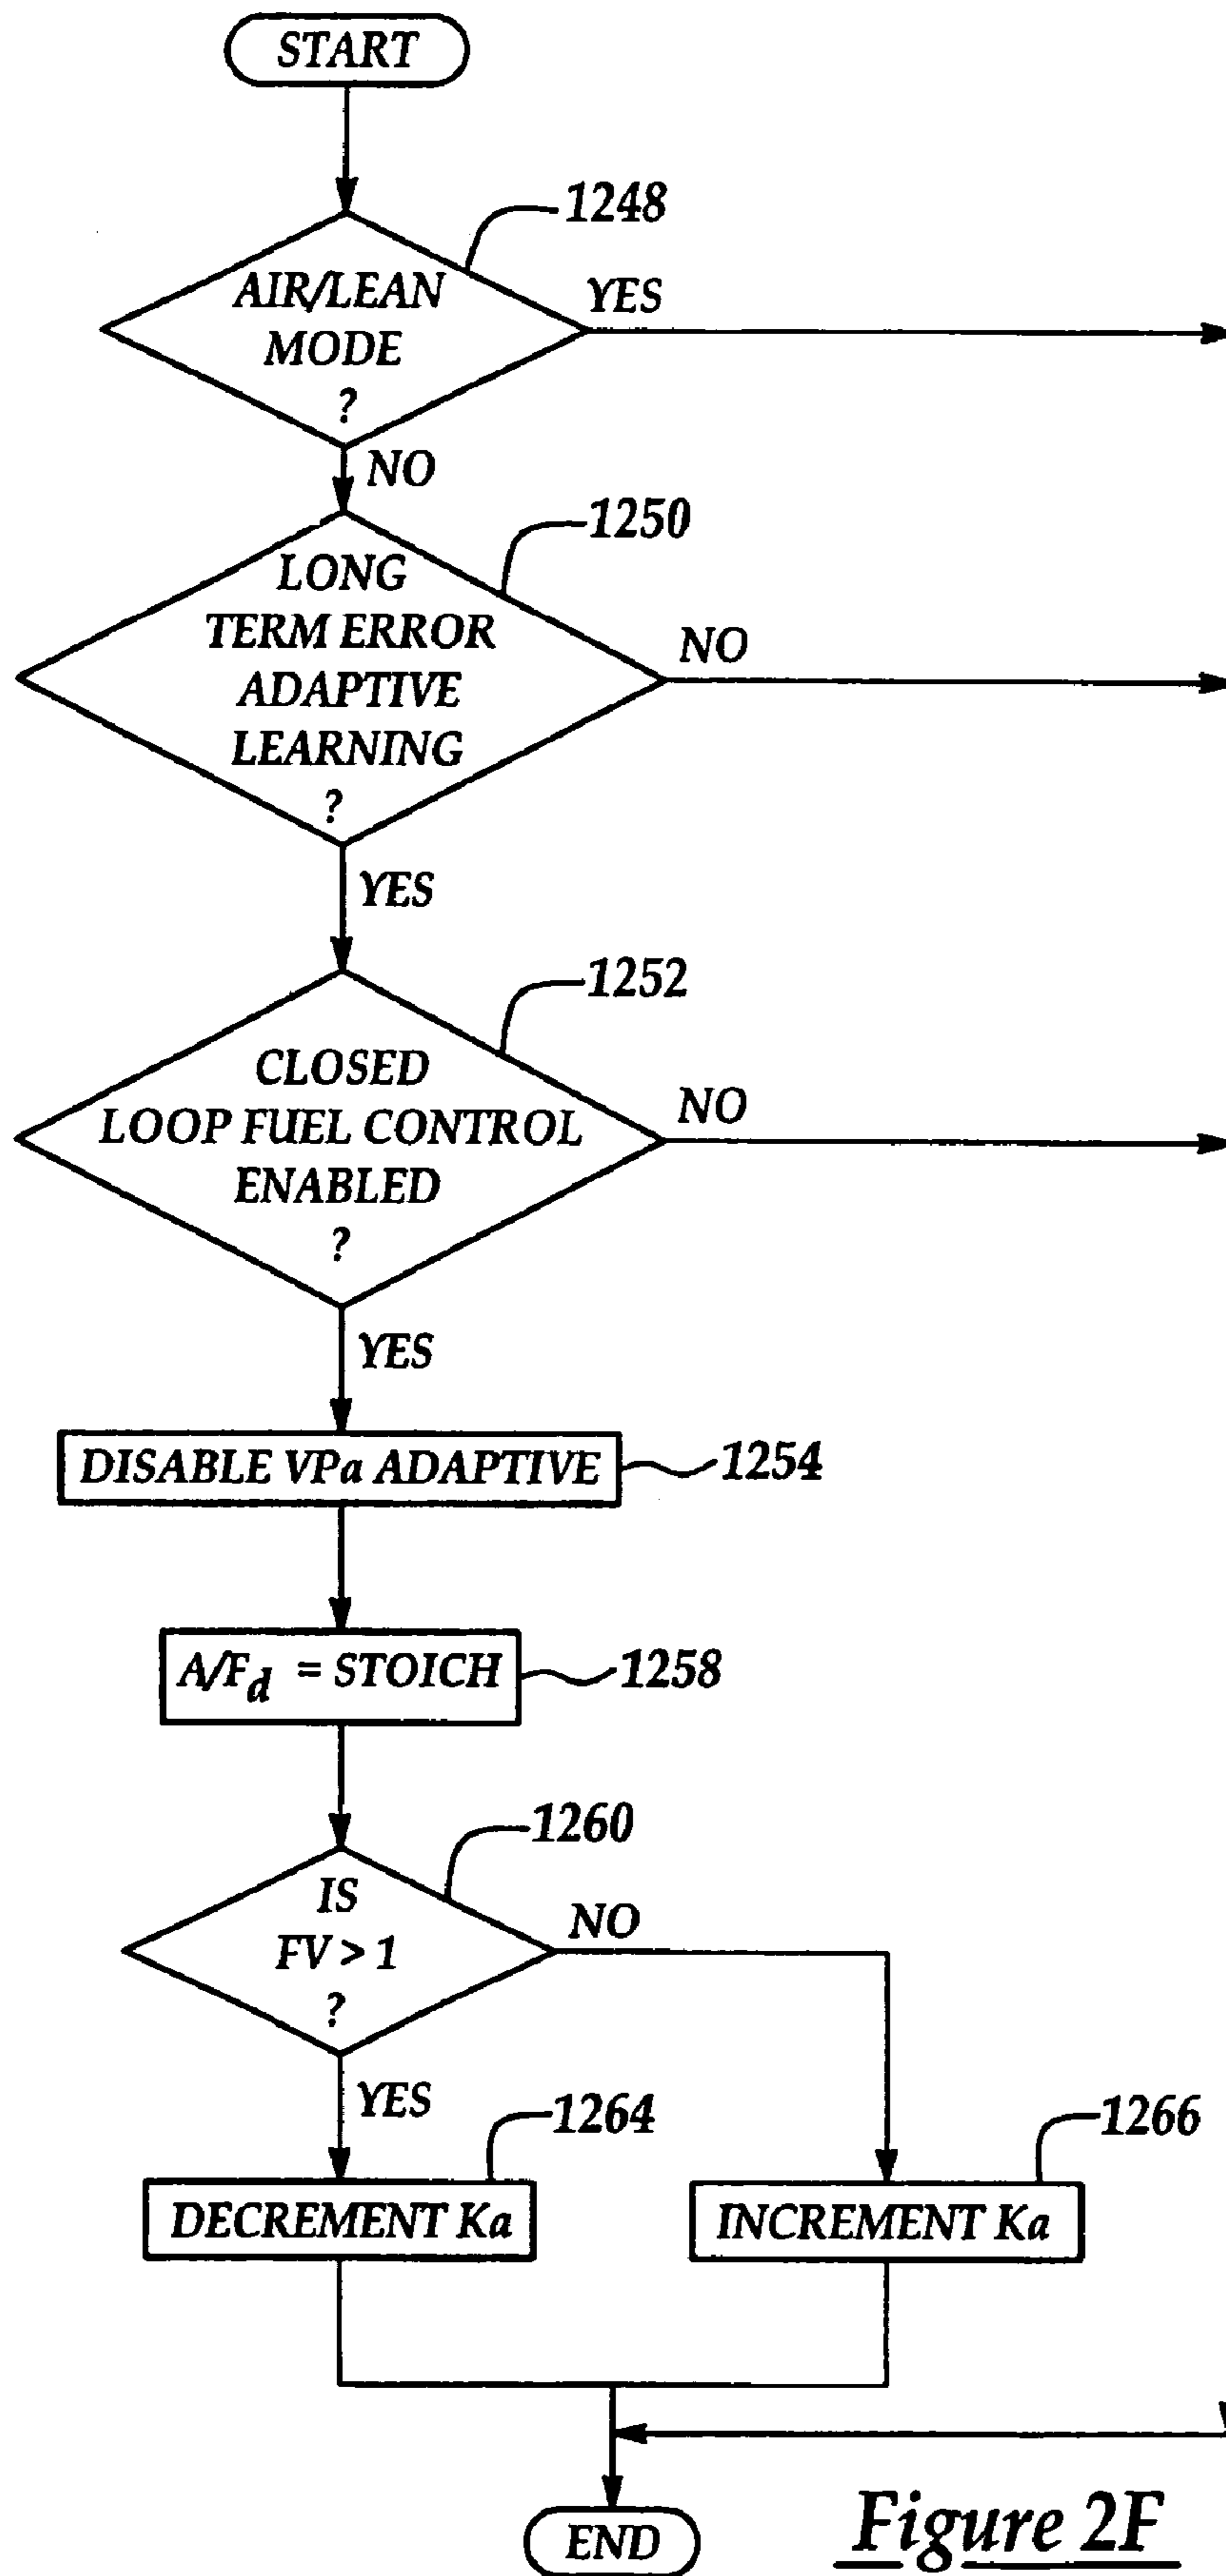 START
1248
AIR/LEAN
MODE
?
YES
NO
1250
LONG
TERM ERROR
ADAPTIVE
LEARNING
?
NO
YES
1252
CLOSED
LOOP FUEL CONTROL
ENABLED
?
NO
YES
DISABLE VPa ADAPTIVE
1254
A/Fd = STOICH
1258
1260
IS
FV > 1
?
NO
YES
1264
1266
DECREMENT Ka
INCREMENT Ka
END
Figure 2F